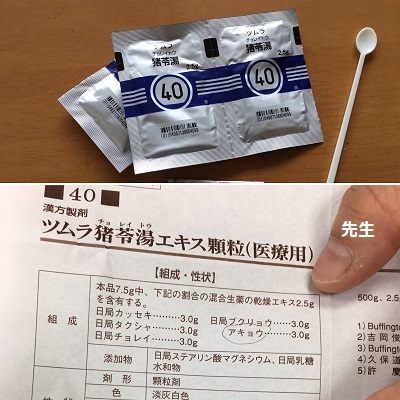 ツムラ
チョレイトウ
猪苓湯
2.5g
40
ツムラ
チョレイトウ
猪苓湯
2.5g
40
■40■
漢方製剤
チョ レイ トウ
ツムラ猪苓湯エキス顆粒(医療用)
先生
【組成・性状】
組 成
本品7.5g中、下記の割合の混合生薬の乾燥エキス2.5g
を含有する。
日局カッセキ………3.0g 日局ブクリョウ……3.0g
日局タクシャ………3.0g アキョウ………3.0g
日局チョレイ………3.0g
添加物
日局ステアリン酸マグネシウム、日局乳糖
水和物
剤 形
顆粒剤
色
淡灰白色
500g、2.5
1) Buffington
2) 吉 岡 俊
3) Buffin
4) 久 保 道
5) 許 慶